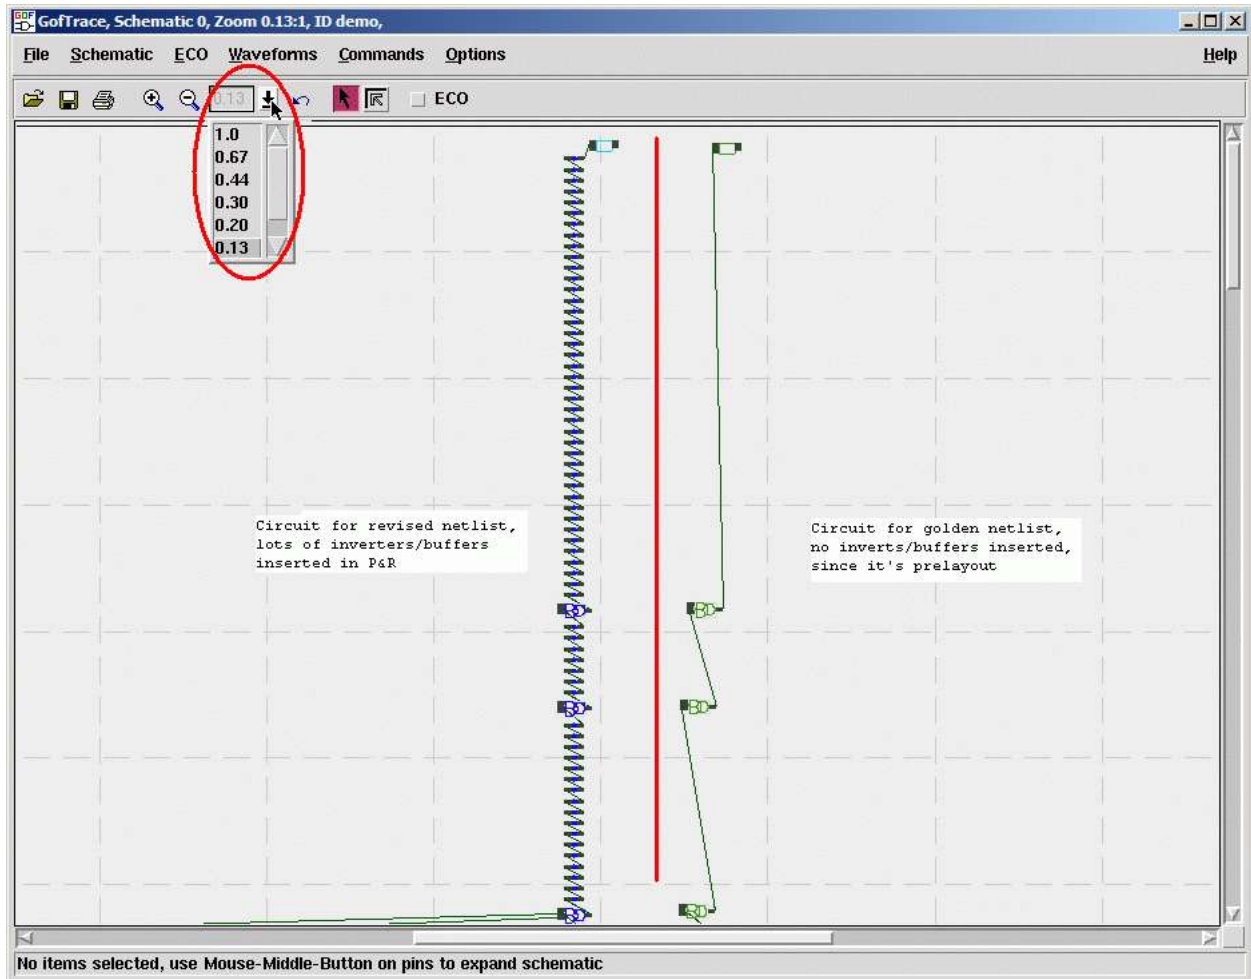 GofTrace, Schematic 0, Zoom 0.13:1, ID demo,
File Schematic ECO Waveforms Commands Options Help
0.13 ECO
1.0
0.67
0.44
0.30
0.20
0.13
Circuit for revised netlist,
lots of inverters/buffers
inserted in P&R
Circuit for golden netlist,
no inverts/buffers inserted,
since it's prelayout
No items selected, use Mouse-Middle-Button on pins to expand schematic